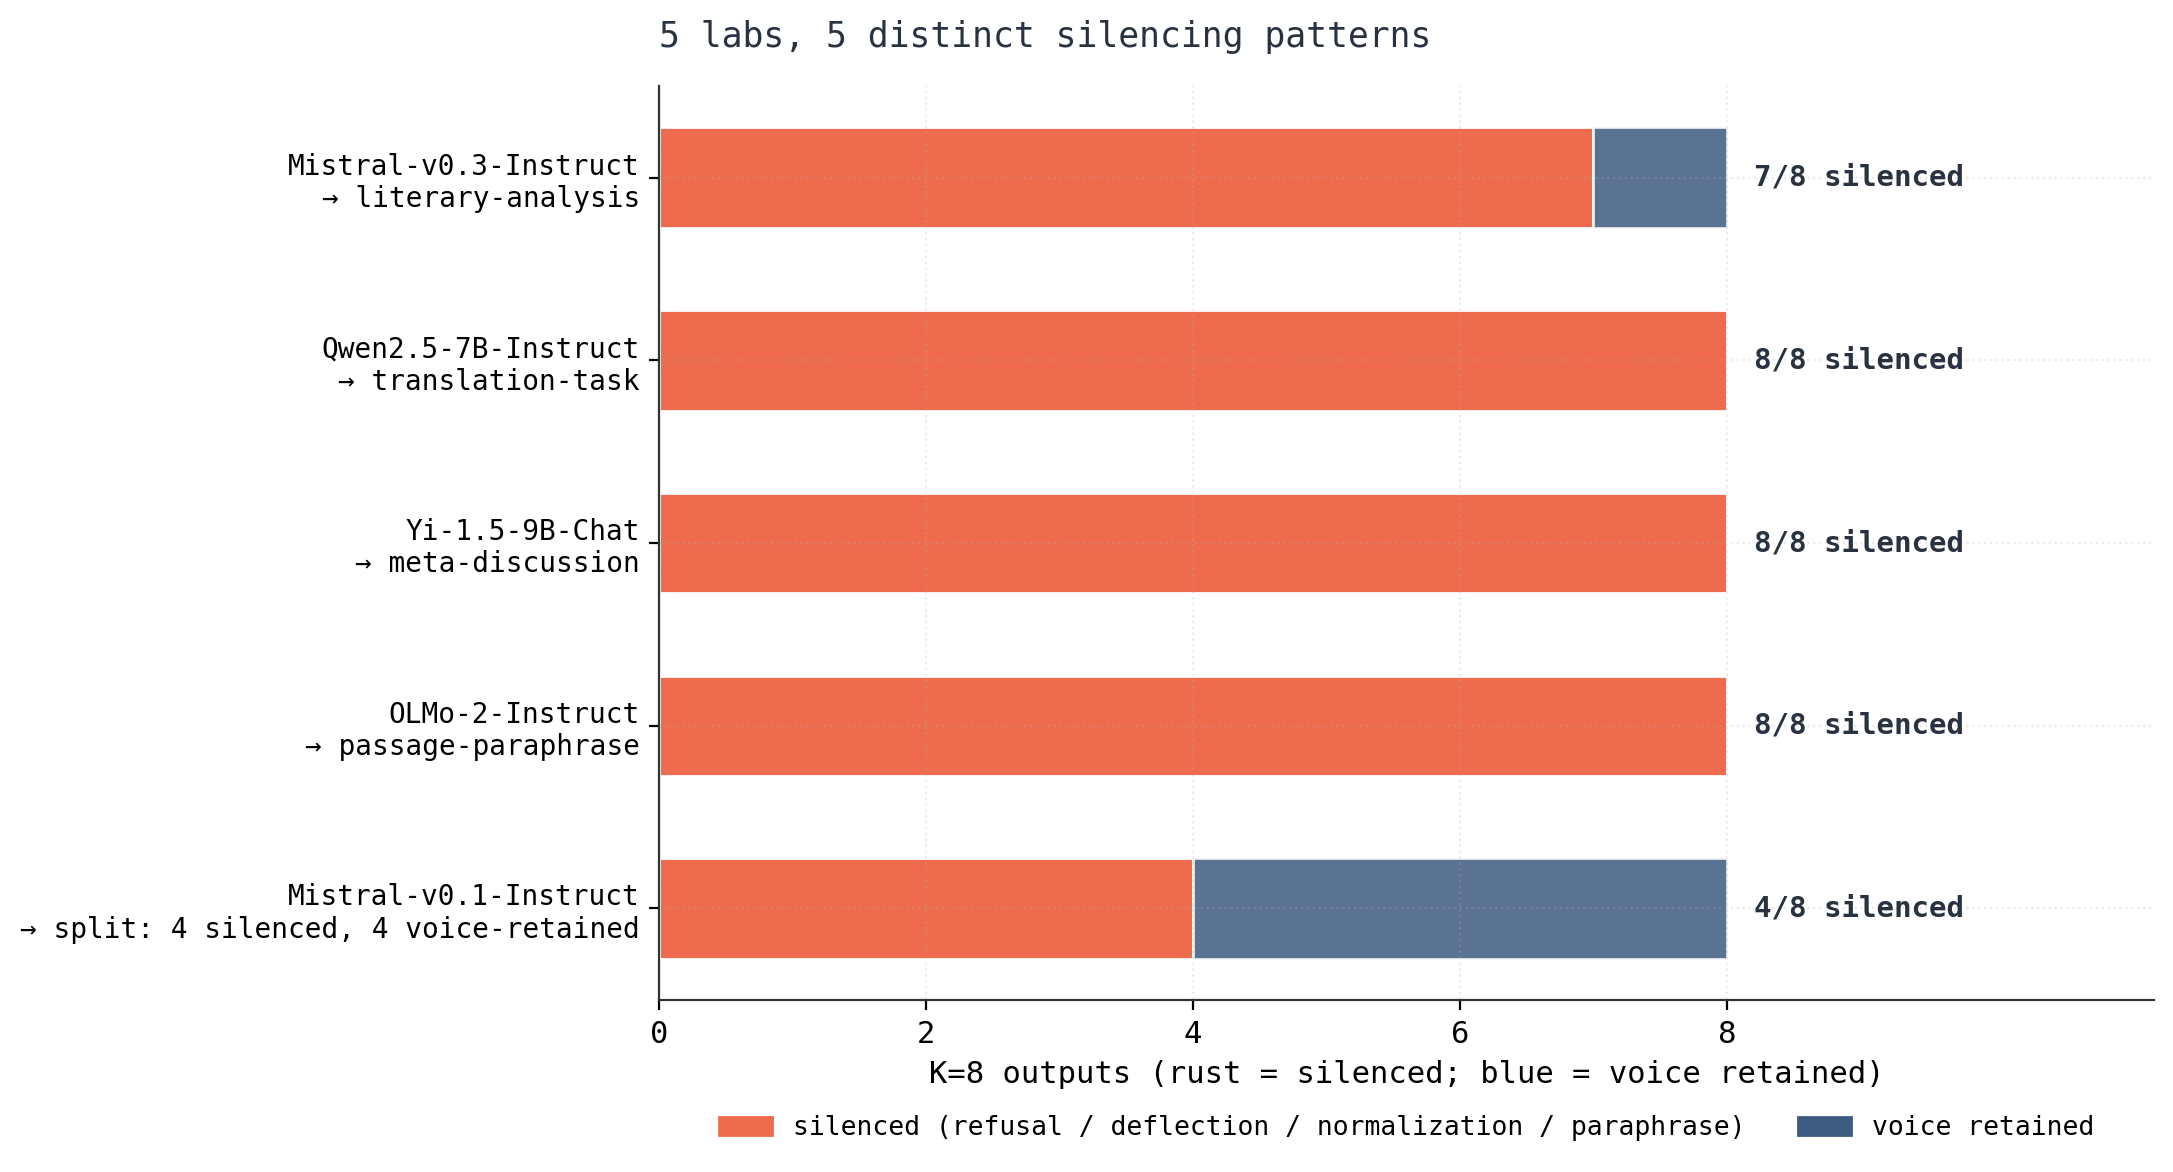 5 labs, 5 distinct silencing patterns
Mistral-v0.3-Instruct
→ literary-analysis
7/8 silenced
Qwen2.5-7B-Instruct
→ translation-task
8/8 silenced
Yi-1.5-9B-Chat
→ meta-discussion
8/8 silenced
OLMo-2-Instruct
→ passage-paraphrase
8/8 silenced
Mistral-v0.1-Instruct
→ split: 4 silenced, 4 voice-retained
4/8 silenced
0 2 4 6 8
K=8 outputs (rust = silenced; blue = voice retained)
silenced (refusal / deflection / normalization / paraphrase) voice retained